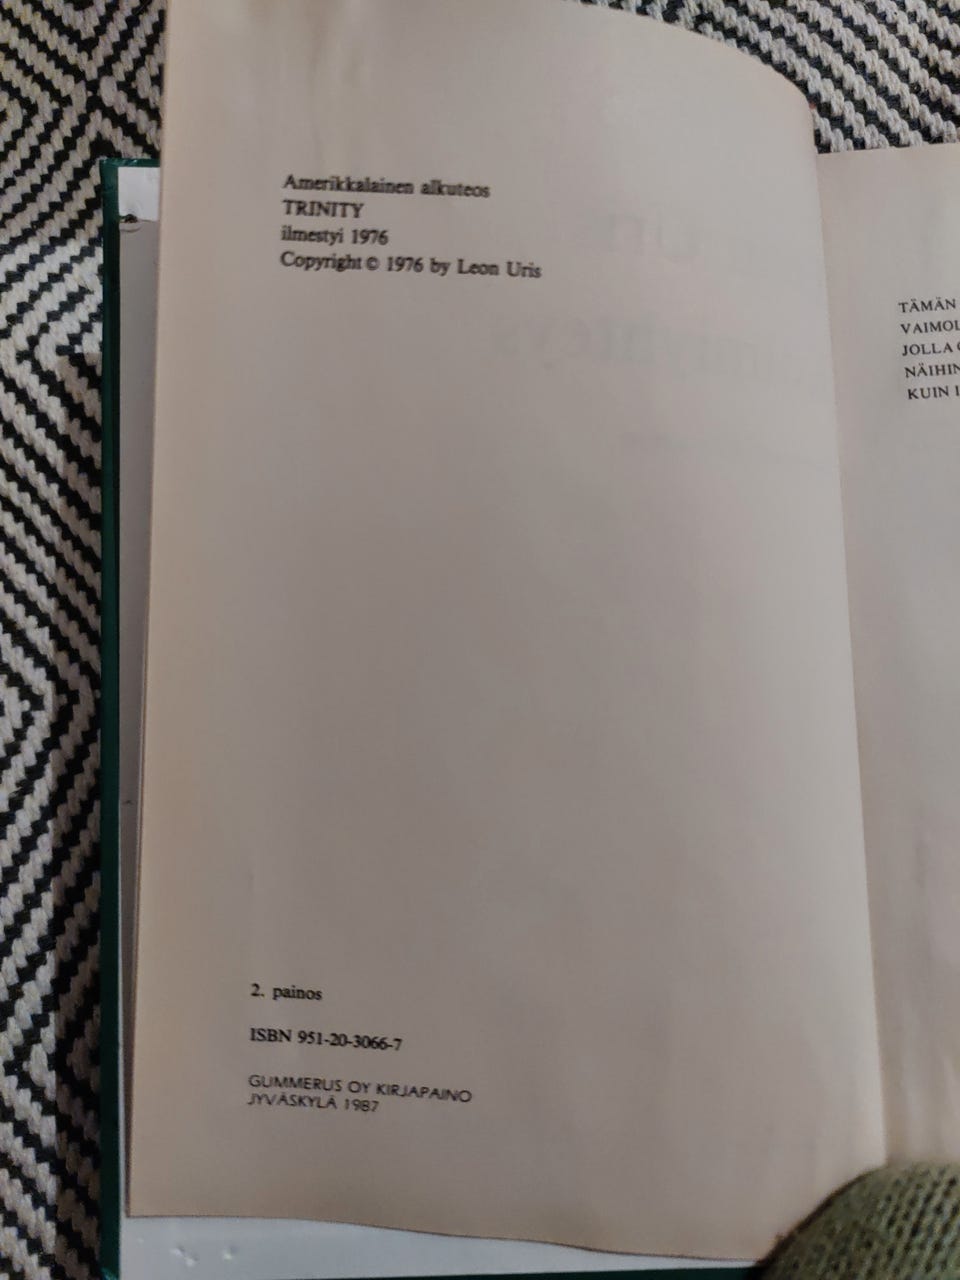 Amerikkalainen alkuteos
TRINITY
ilmestyi 1976
Copyright © 1976 by Leon Uris
2. painos
ISBN 951-20-3066-7
GUMMERUS OY KIRJAPAINO
JYVÄSKYLÄ 1987
TÄMÄN
VAIMOL
JOLLA
NÄIHIN
KUIN